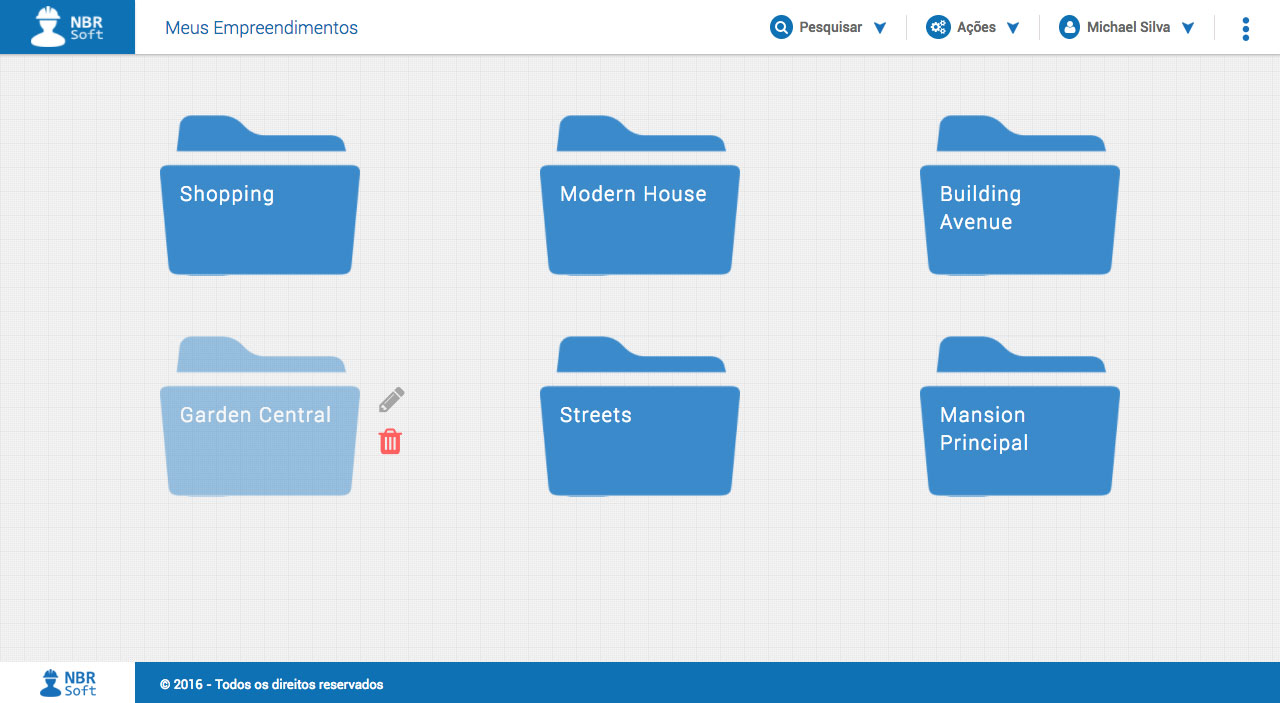 NBR
Soft
Meus Empreendimentos
Pesquisar
Ações
Michael Silva
Shopping
Modern House
Building
Avenue
Garden Central
Streets
Mansion
Principal
NBR
Soft
© 2016 - Todos os direitos reservados